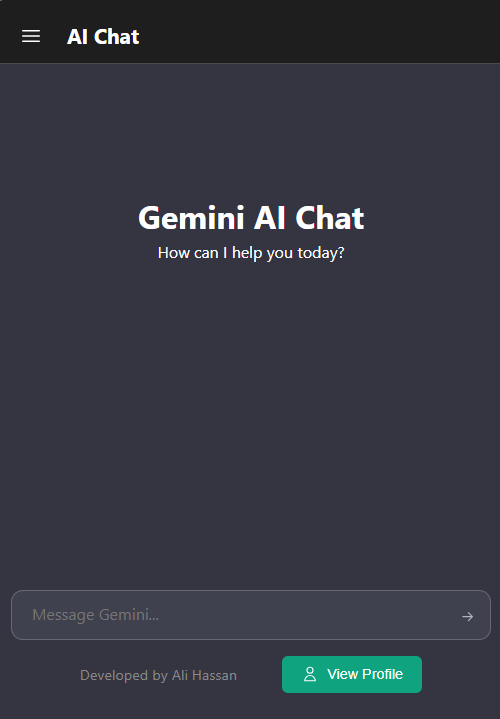 AI Chat
Gemini AI Chat
How can I help you today?
Message Gemini...
Developed by Ali Hassan
View Profile